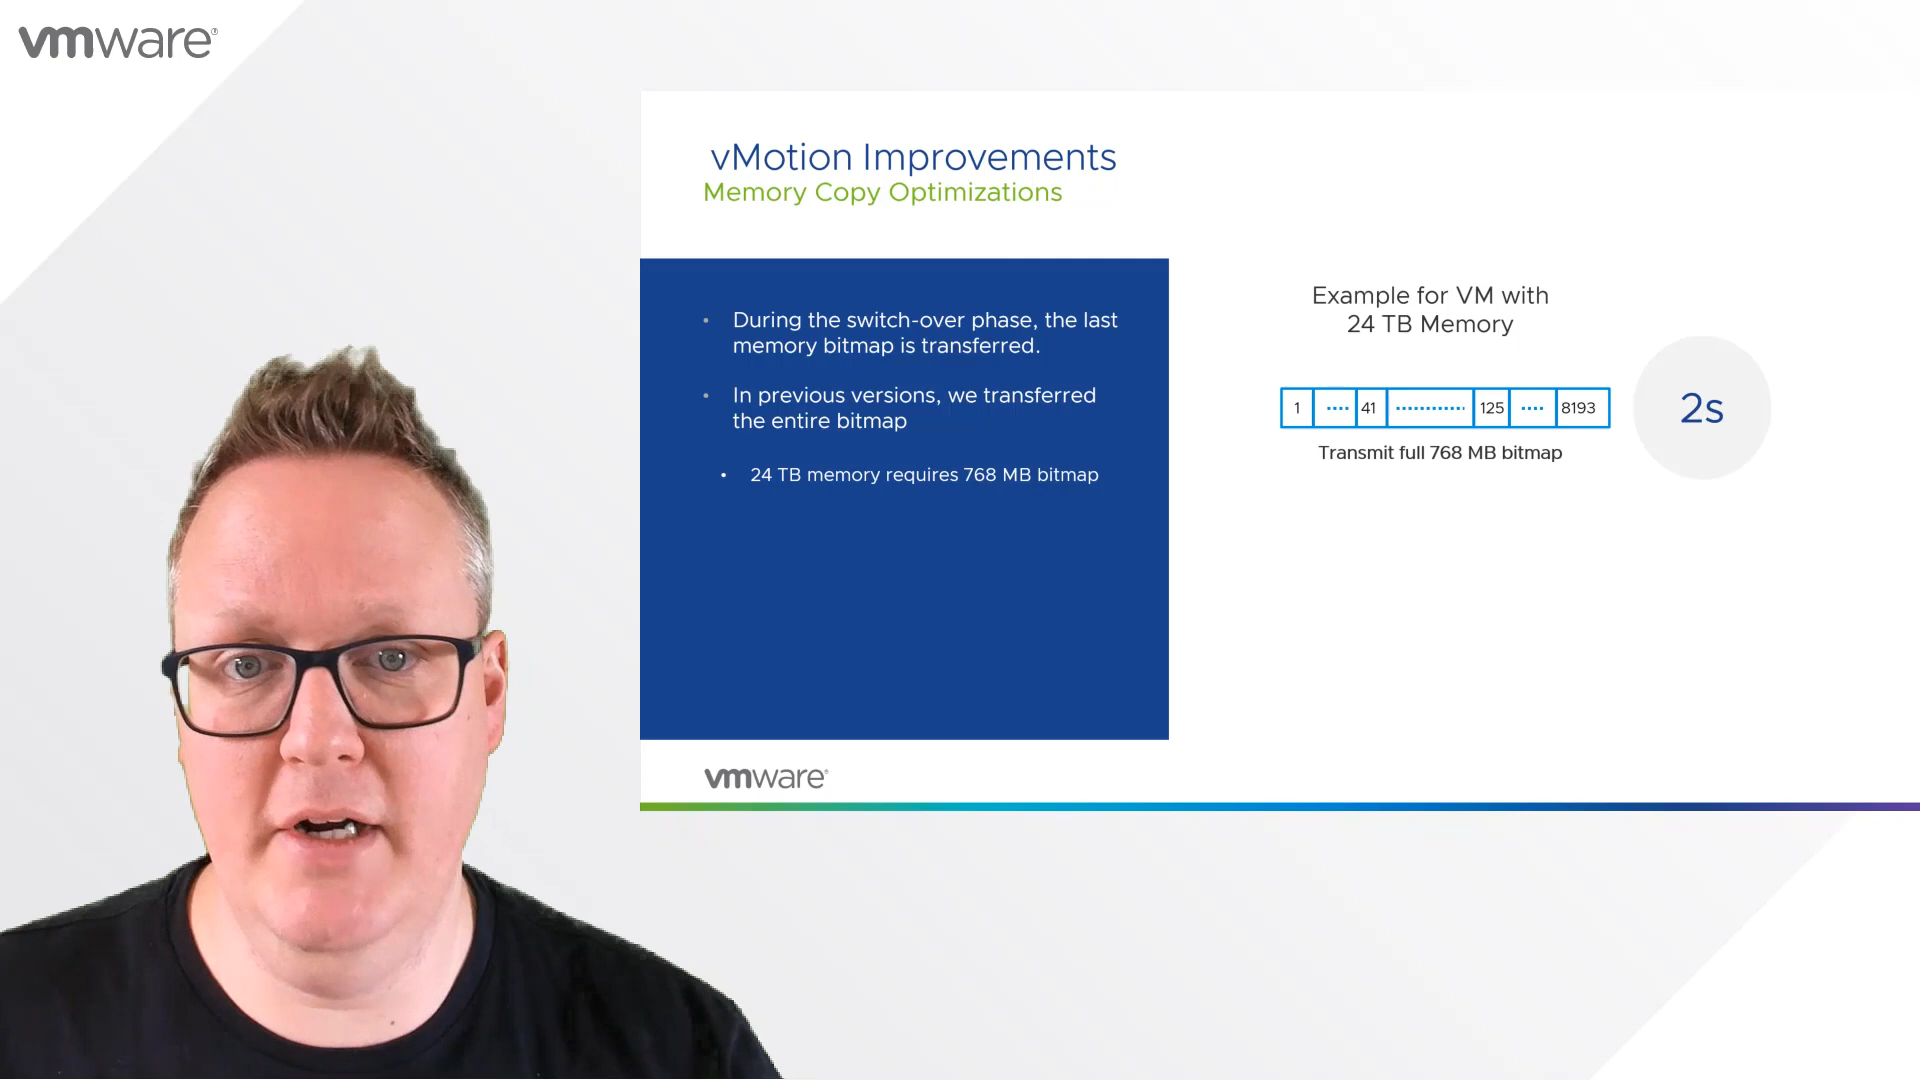 vmware®
vMotion Improvements
Memory Copy Optimizations
• During the switch-over phase, the last
memory bitmap is transferred.
• In previous versions, we transferred
the entire bitmap
• 24 TB memory requires 768 MB bitmap
Example for VM with
24 TB Memory
1 .... 41 ............ 125 .... 8193
2s
Transmit full 768 MB bitmap
vmware®